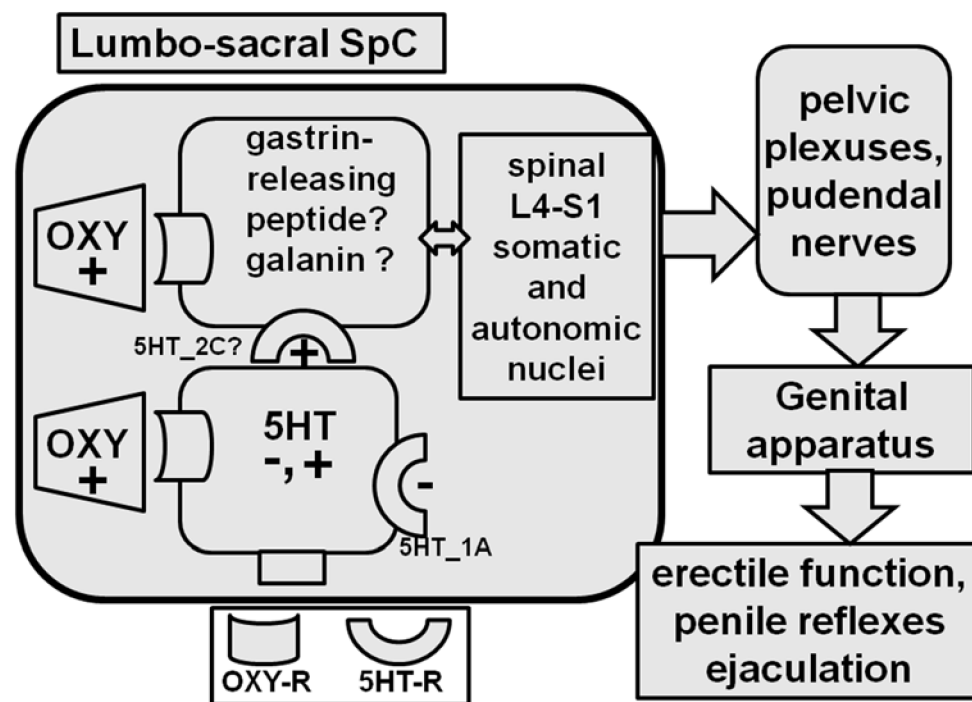 Lumbo-sacral SpC
gastrin-
releasing
peptide?
galanin ?
OXY
+
5HT_2C?
+
spinal
L4-S1
somatic
and
autonomic
nuclei
OXY
+
5HT
-,+
-
5HT_1A
OXY-R
5HT-R
pelvic
plexuses,
pudendal
nerves
Genital
apparatus
erectile function,
penile reflexes
ejaculation